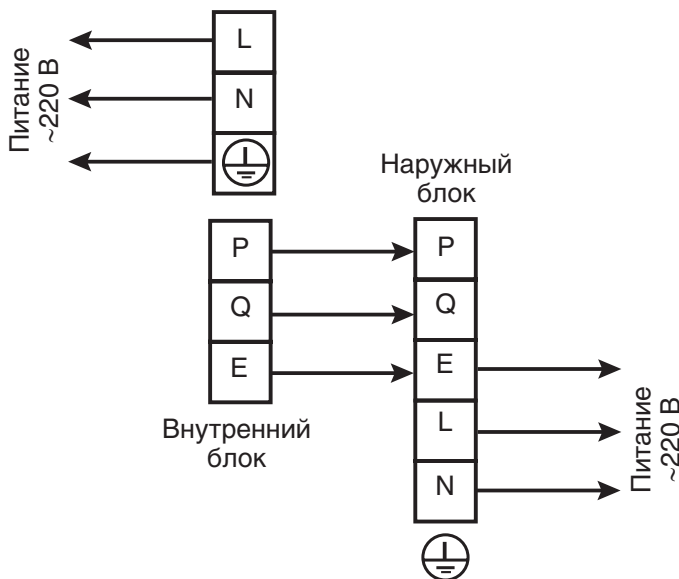 Питание
~220 В
L
N
Наружный
блок
P
Q
E
Внутренний
блок
P
Q
E
L
N
Питание
~220 В